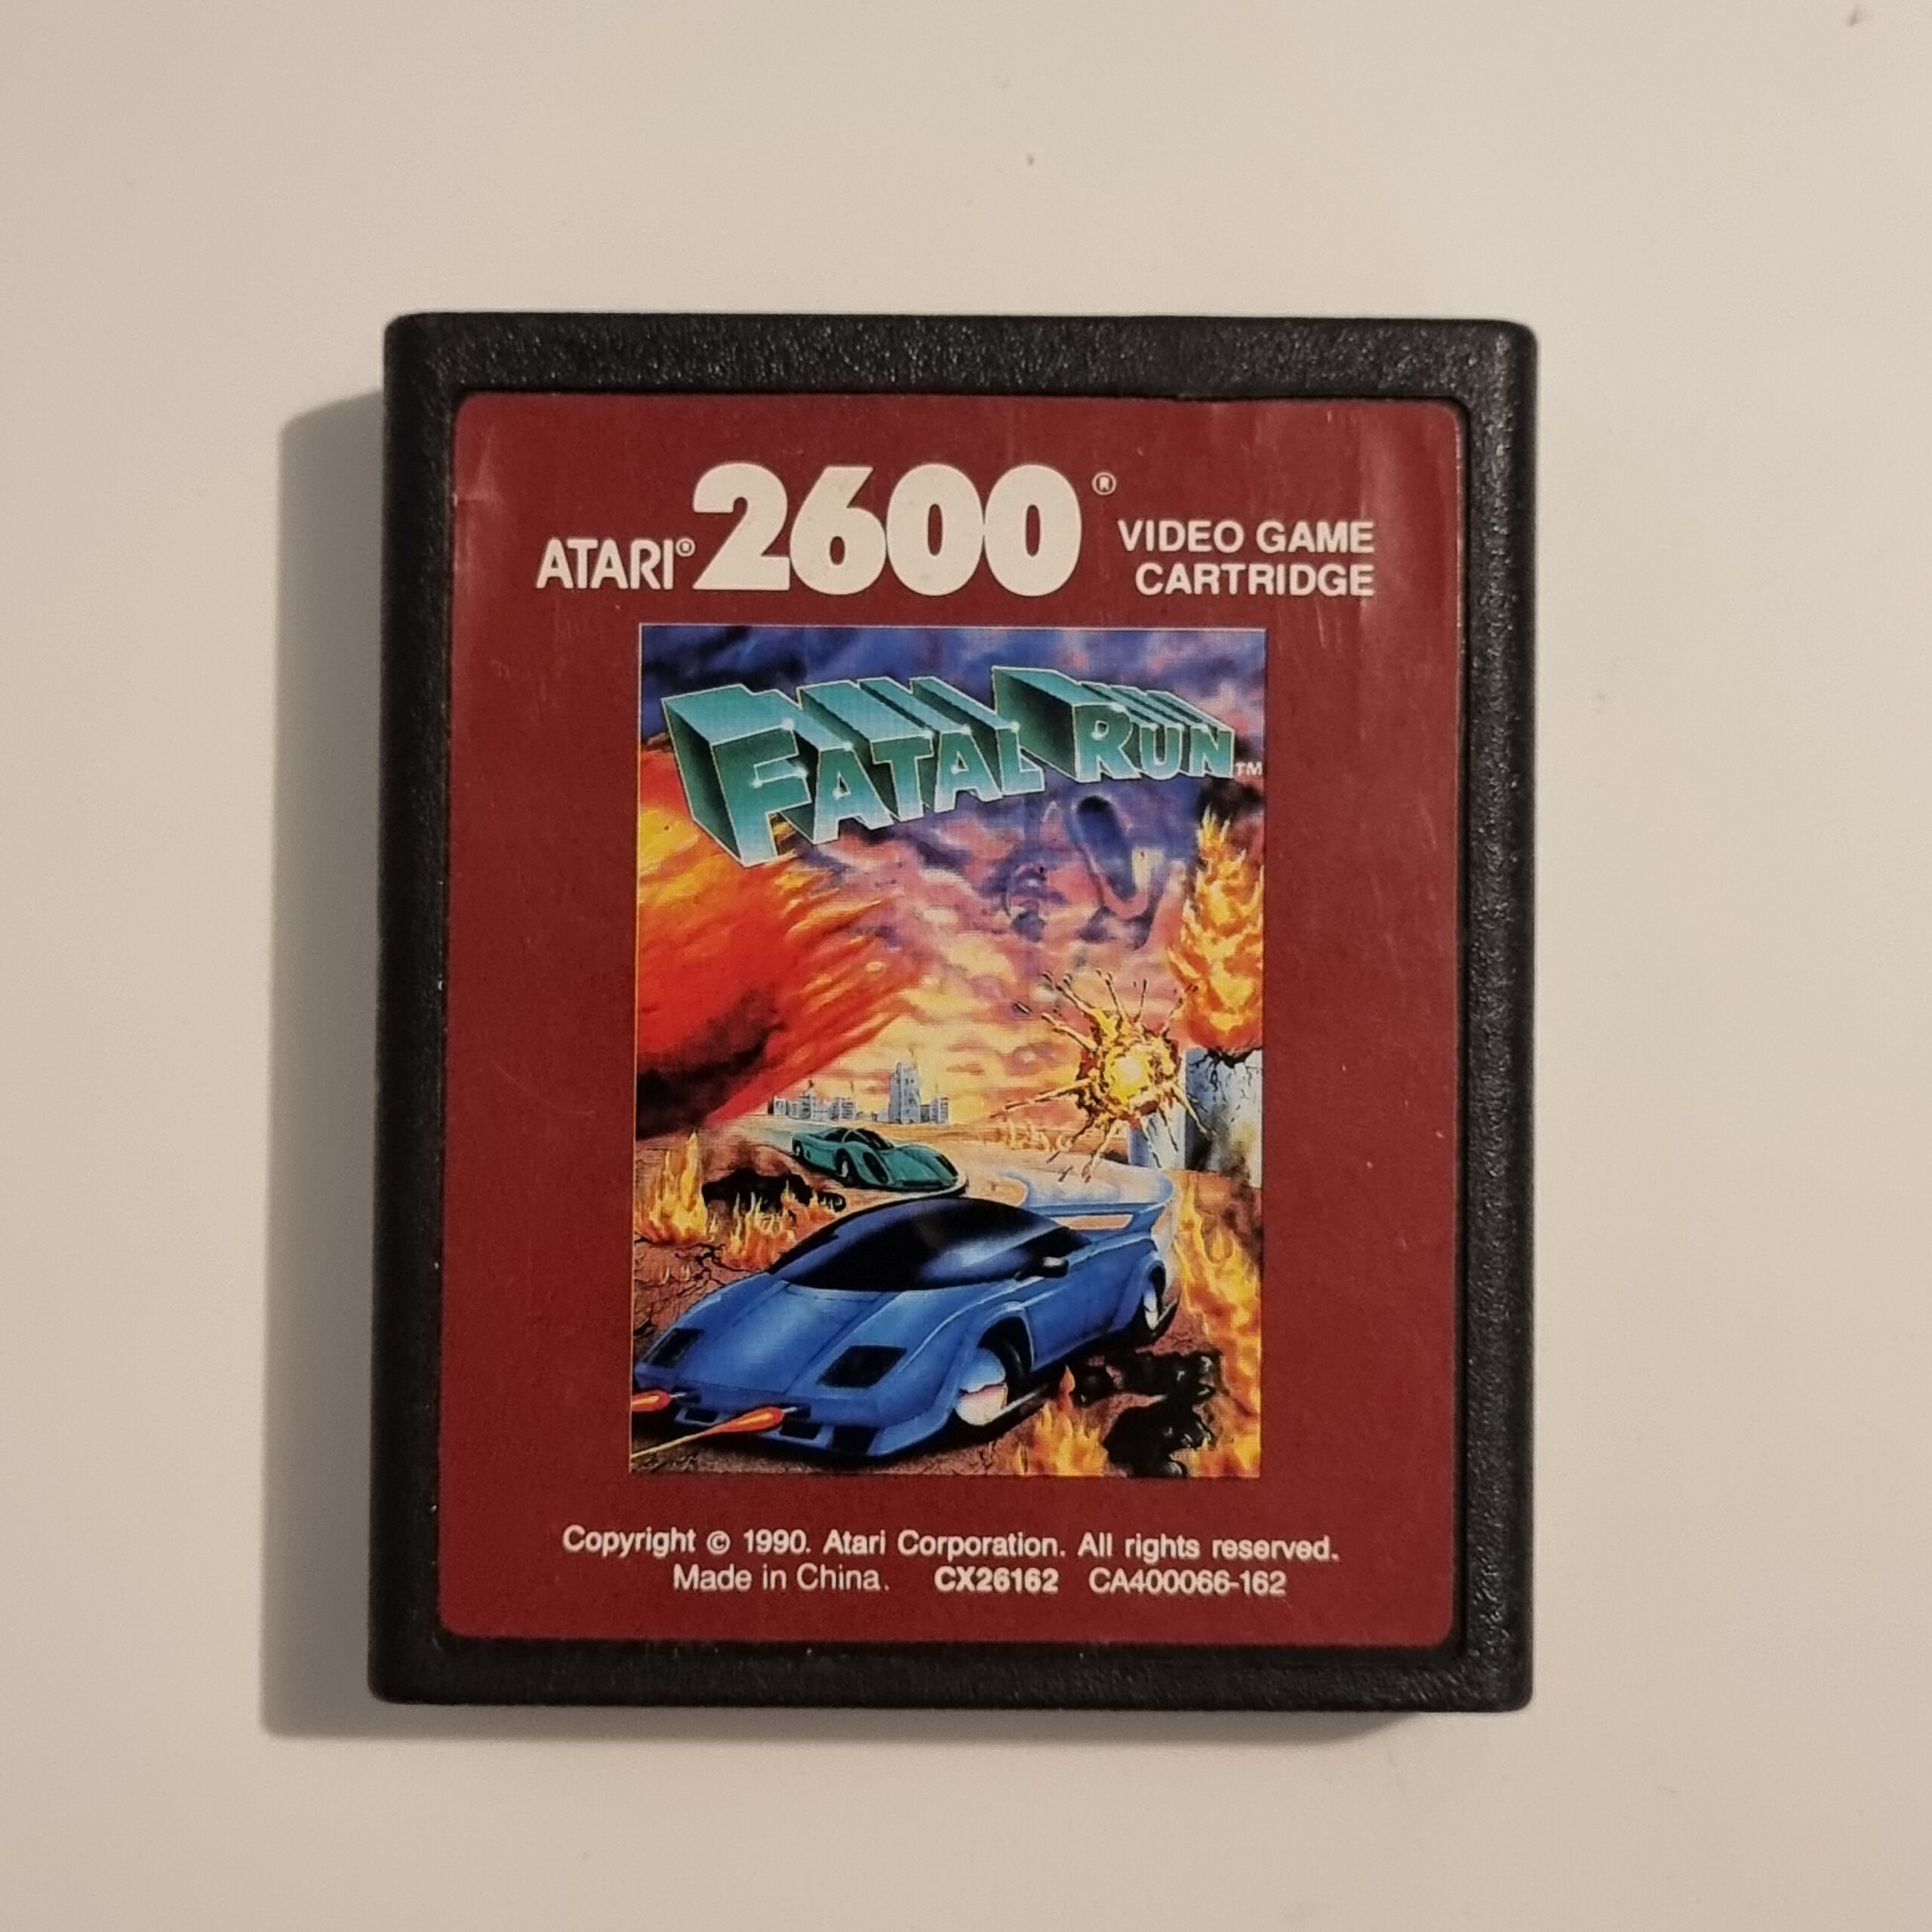 ATARI® 2600® VIDEO GAME
CARTRIDGE
FATAL RUN™
Copyright © 1990. Atari Corporation. All rights reserved.
Made in China. CX26162 CA400066-162